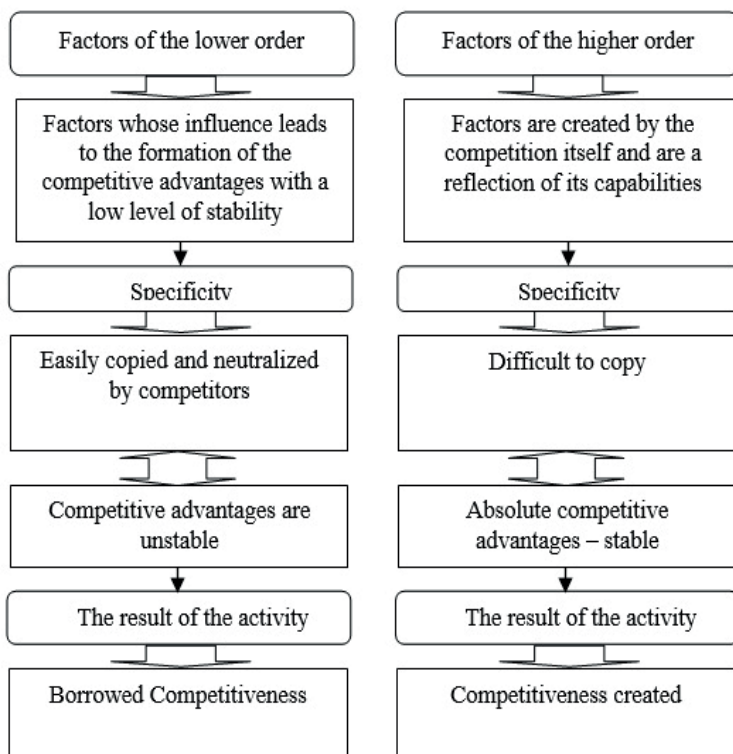 Factors of the lower order
Factors whose influence leads
to the formation of the
competitive advantages with a
low level of stability
Specificity
Easily copied and neutralized
by competitors
Competitive advantages are
unstable
The result of the activity
Borrowed Competitiveness
Factors of the higher order
Factors are created by the
competition itself and are a
reflection of its capabilities
Specificity
Difficult to copy
Absolute competitive
advantages – stable
The result of the activity
Competitiveness created